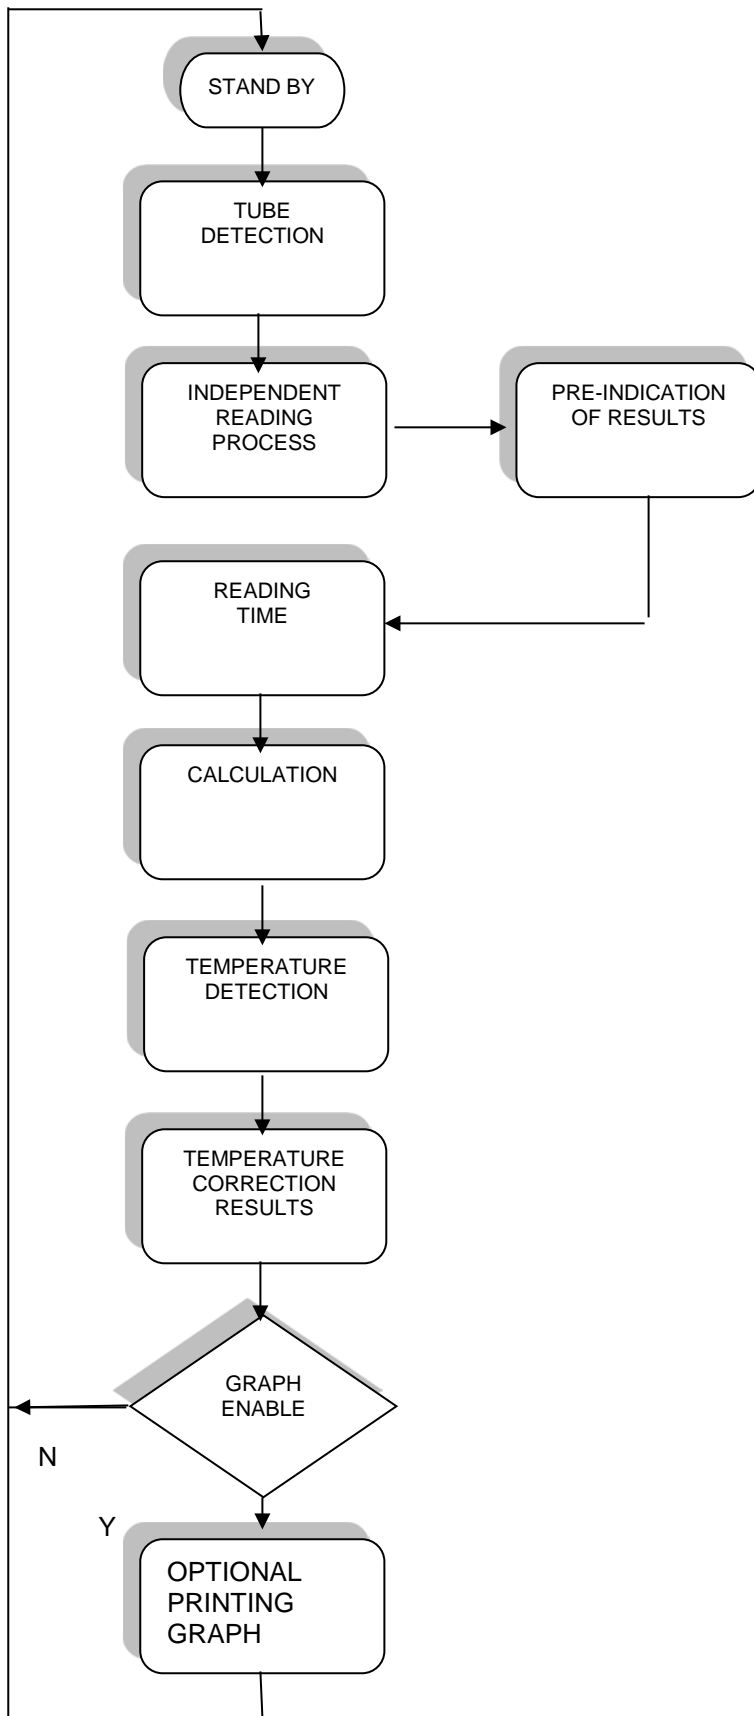 STAND BY
TUBE
DETECTION
INDEPENDENT
READING
PROCESS
PRE-INDICATION
OF RESULTS
READING
TIME
CALCULATION
TEMPERATURE
DETECTION
TEMPERATURE
CORRECTION
RESULTS
GRAPH
ENABLE
N
Y
OPTIONAL
PRINTING
GRAPH